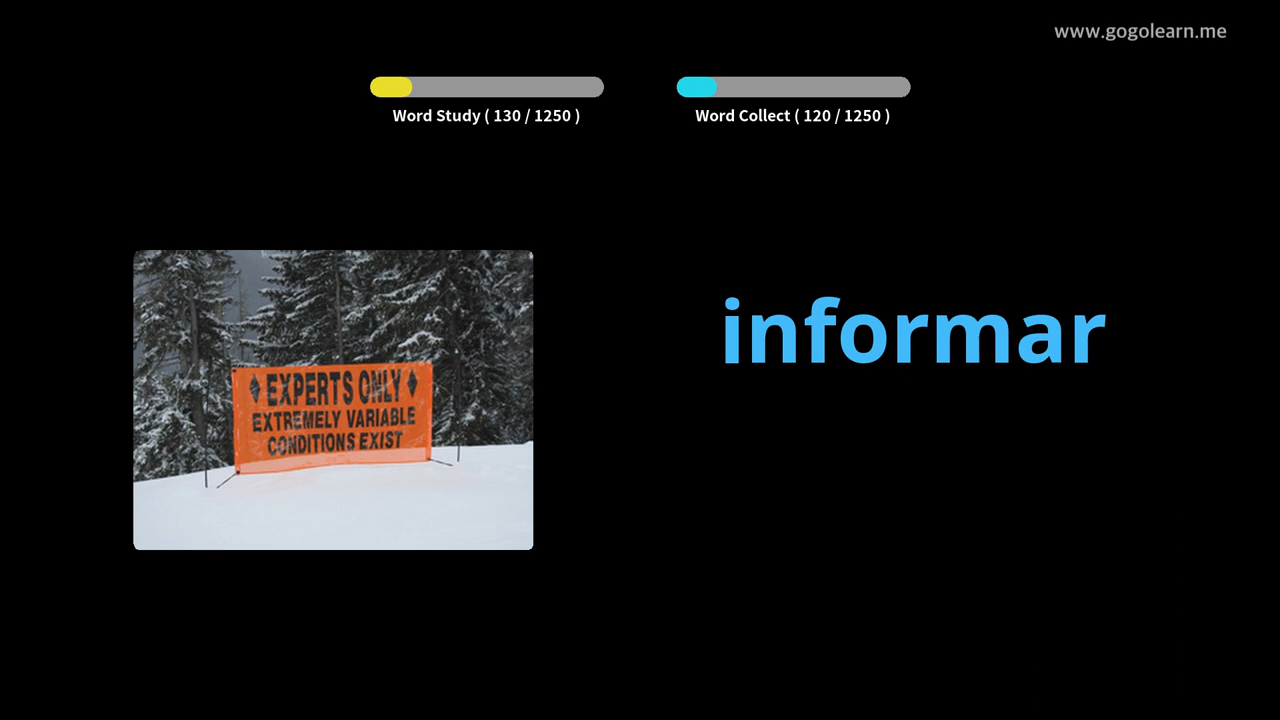 www.gogolearn.me
Word Study ( 130 / 1250 )
Word Collect ( 120 / 1250 )
EXPERTS ONLY
EXTREMELY VARIABLE
CONDITIONS EXIST
informar